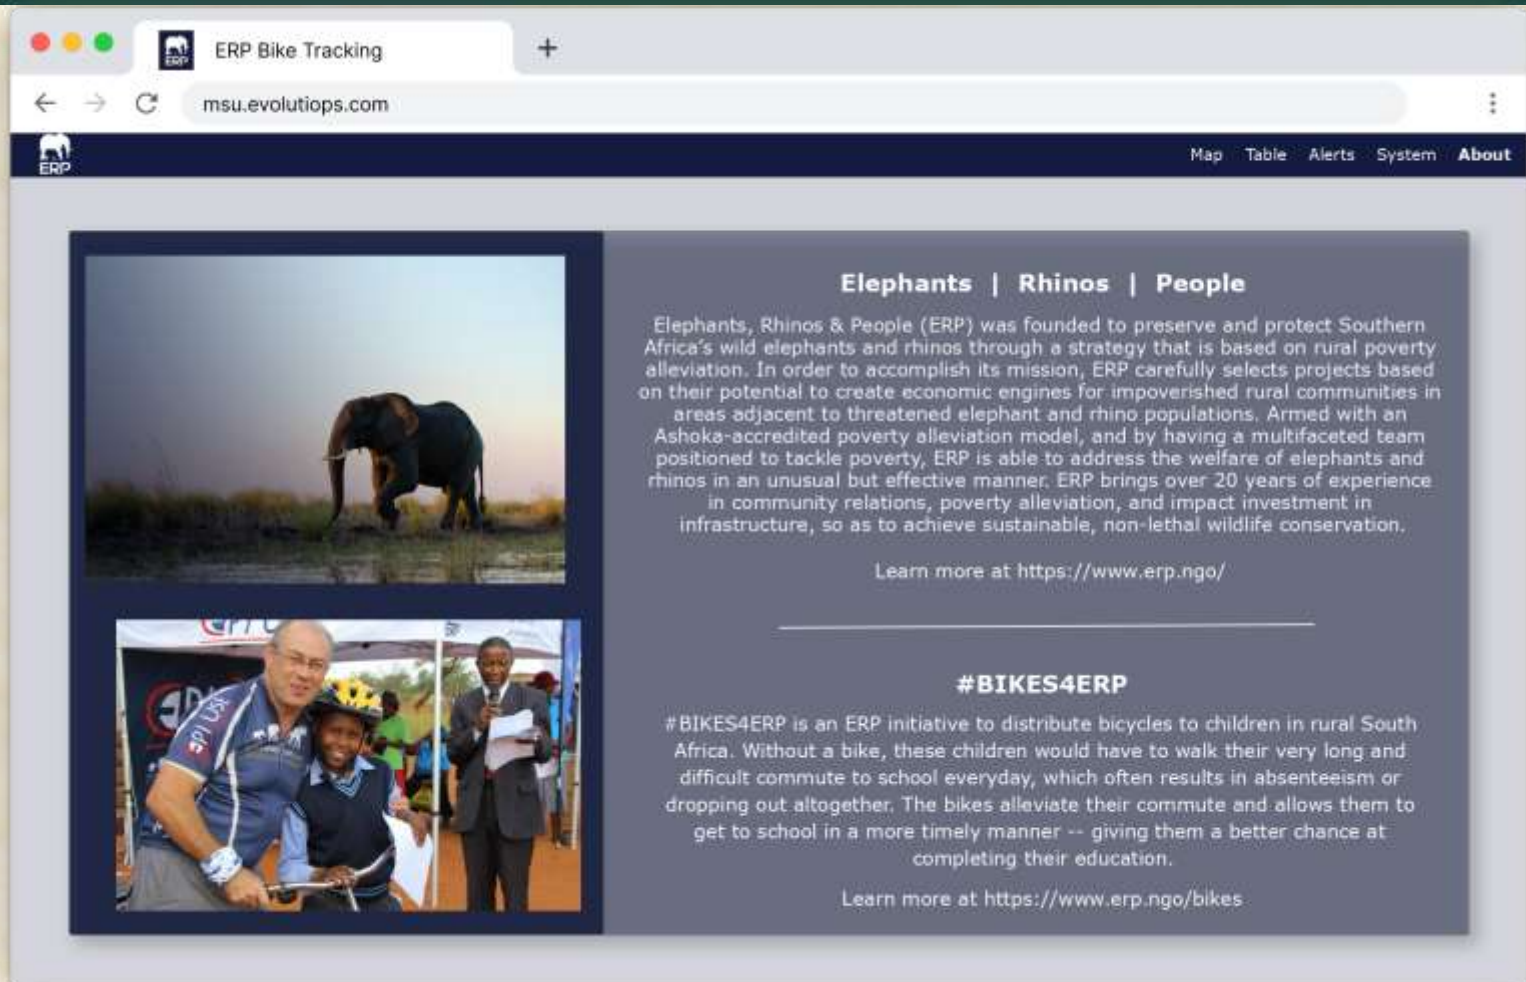 ERP
ERP Bike Tracking
msu.evolutiops.com
ERP
Map Table Alerts System About
Elephants | Rhinos | People
Elephants, Rhinos & People (ERP) was founded to preserve and protect Southern
Africa's wild elephants and rhinos through a strategy that is based on rural poverty
alleviation. In order to accomplish its mission, ERP carefully selects projects based
on their potential to create economic engines for impoverished rural communities in
areas adjacent to threatened elephant and rhino populations. Armed with an
Ashoka-accredited poverty alleviation model, and by having a multifaceted team
positioned to tackle poverty, ERP is able to address the welfare of elephants and
rhinos in an unusual but effective manner. ERP brings over 20 years of experience
in community relations, poverty alleviation, and impact investment in
infrastructure, so as to achieve sustainable, non-lethal wildlife conservation.
Learn more at https://www.erp.ngo/
#BIKES4ERP
#BIKES4ERP is an ERP initiative to distribute bicycles to children in rural South
Africa. Without a bike, these children would have to walk their very long and
difficult commute to school everyday, which often results in absenteeism or
dropping out altogether. The bikes alleviate their commute and allows them to
get to school in a more timely manner -- giving them a better chance at
completing their education.
Learn more at https://www.erp.ngo/bikes